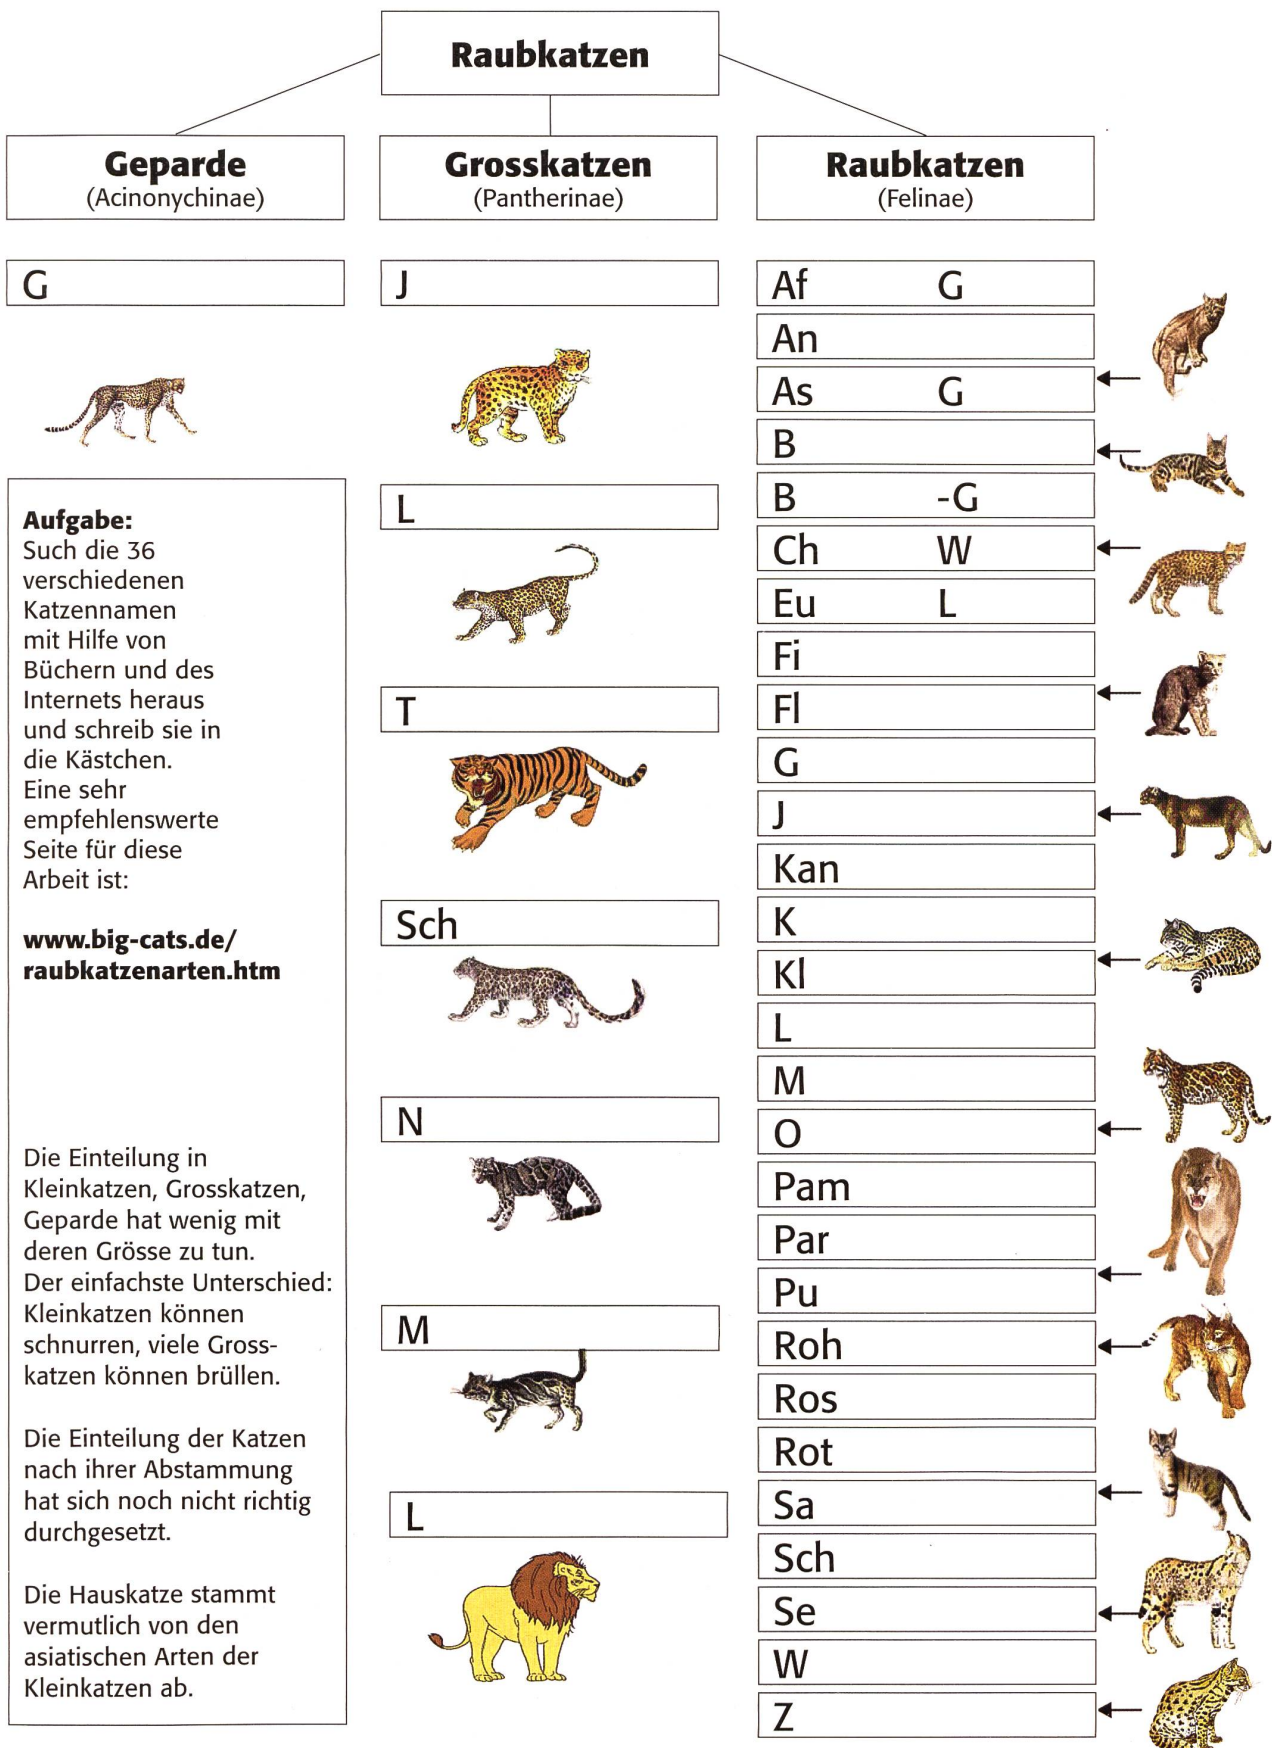 Raubkatzen
Geparde
(Acinonychinae)
Grosskatzen
(Pantherinae)
Raubkatzen
(Felinae)
G
Aufgabe:
Such die 36
verschiedenen
Katzennamen
mit Hilfe von
Büchern und des
Internets heraus
und schreib sie in
die Kästchen.
Eine sehr
empfehlenswerte
Seite für diese
Arbeit ist:
www.big-cats.de/
raubkatzenarten.htm
Die Einteilung in
Kleinkatzen, Grosskatzen,
Geparde hat wenig mit
deren Grösse zu tun.
Der einfachste Unterschied:
Kleinkatzen können
schnurren, viele Gross-
katzen können brüllen.
Die Einteilung der Katzen
nach ihrer Abstammung
hat sich noch nicht richtig
durchgesetzt.
Die Hauskatze stammt
vermutlich von den
asiatischen Arten der
Kleinkatzen ab.
J
L
T
Sch
N
M
L
Af G
An
As G
B
B -G
Ch W
Eu L
Fi
Fl
G
J
Kan
K
Kl
L
M
O
Pam
Par
Pu
Roh
Ros
Rot
Sa
Sch
Se
W
Z